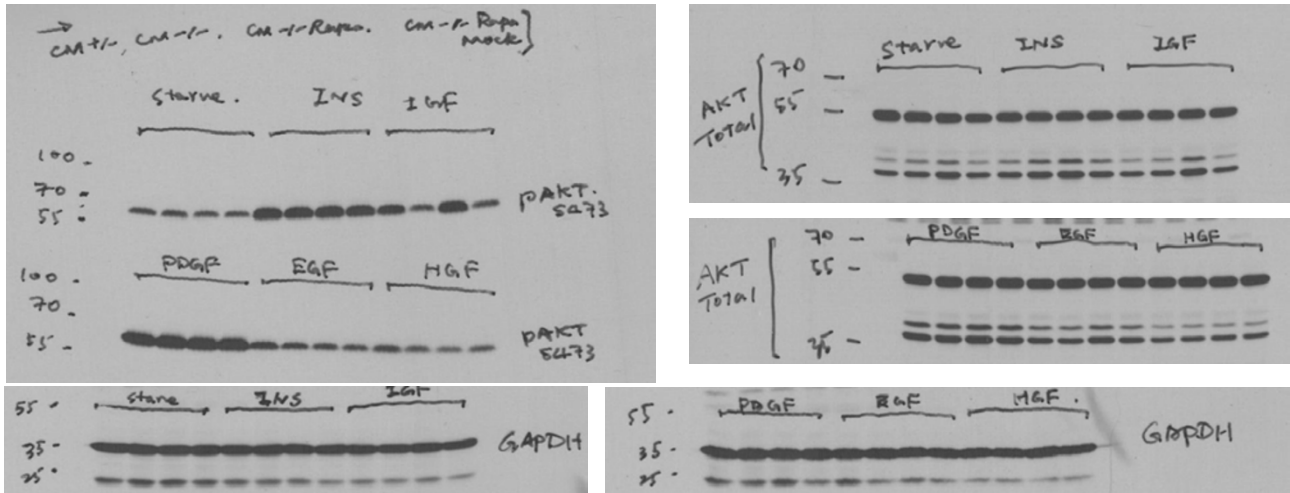 → CM +/-, CM -/-. CM -/- Rapa. CM -/- Rapa Mock]
Starve. INS IGF
100 -
70 -
55 - pAKT. S473
PDGF EGF HGF
100 -
70 -
55 - pAKT S473
Starve INS IGF
AKT Total
70 -
55 -
35 -
PDGF EGF HGF
AKT Total
70 -
55 -
35 -
stane INS IGF
55 -
35 - GAPDH
25 -
PDGF EGF HGF.
55 -
35 - GAPDH
25 -